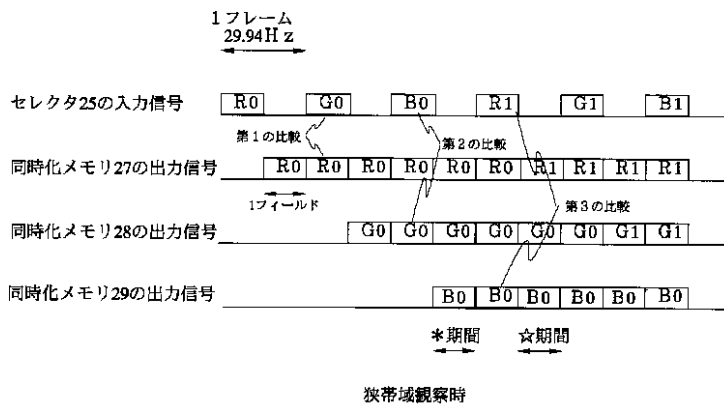 1フレーム
29.94Hz
セレクタ25の入力信号
R0 G0 B0 R1 G1 B1
第1の比較
第2の比較
同時化メモリ27の出力信号
R0 R0 R0 R0 R0 R0 R1 R1 R1 R1
1フィールド
第3の比較
同時化メモリ28の出力信号
G0 G0 G0 G0 G0 G0 G1 G1
同時化メモリ29の出力信号
B0 B0 B0 B0 B0 B0
*期間
☆期間
狭帯域観察時